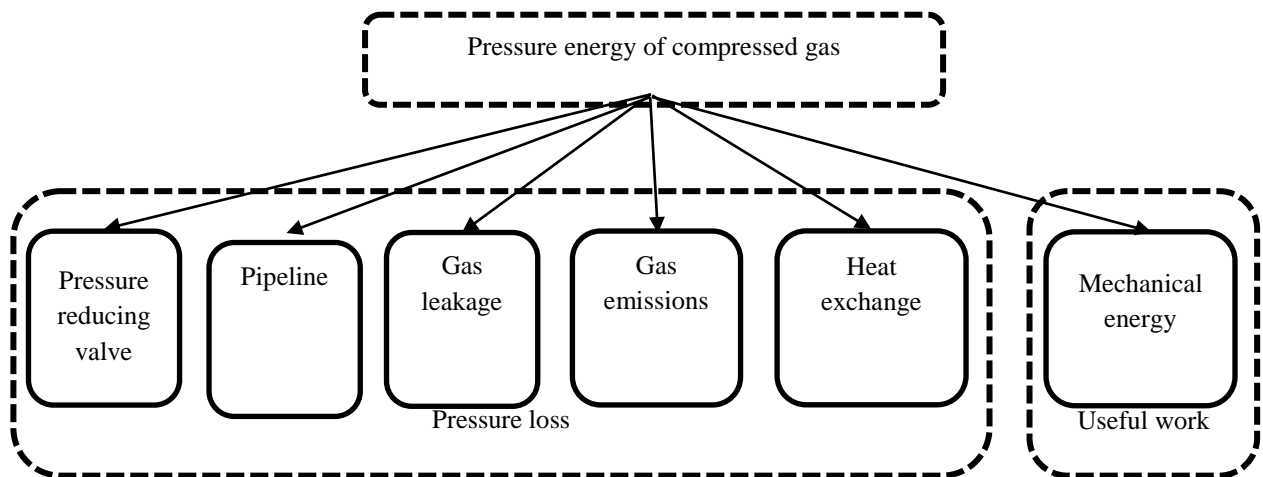 Pressure energy of compressed gas
Pressure
reducing
valve
Pipeline
Gas
leakage
Gas
emissions
Heat
exchange
Mechanical
energy
Pressure loss
Useful work